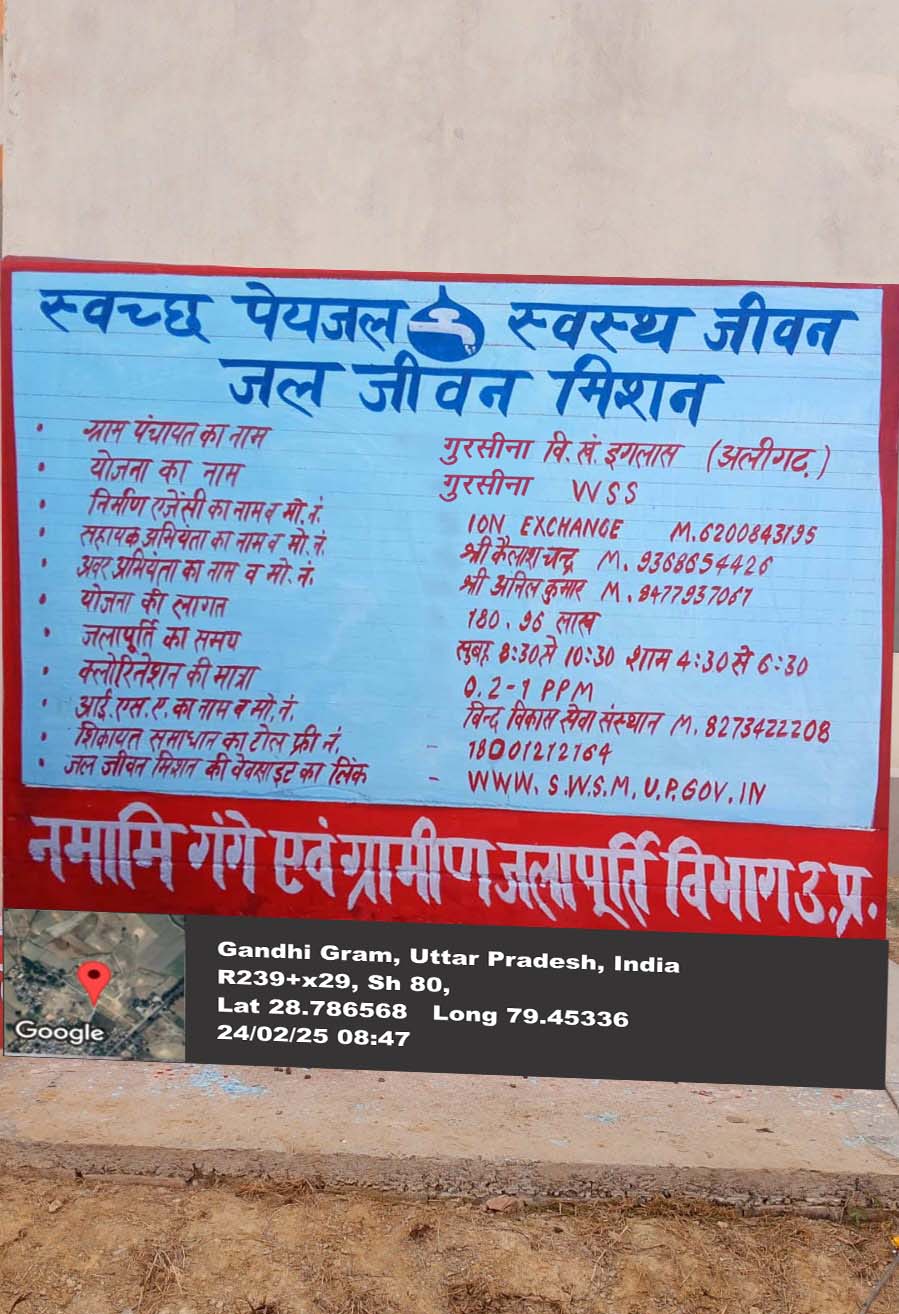 स्वच्छ पेयजल स्वस्थ जीवन
जल जीवन मिशन
• ग्राम पंचायत का नाम गुरसीना वि. खं. इगलास (अलीगढ़)
• योजना का नाम गुरसीना WSS
• निर्माण एजेंसी का नाम व मो. नं. ION EXCHANGE M.6200843195
• सहायक अभियंता का नाम व मो. नं. श्री कैलाश चन्द्र M. 9368654426
• अवर अभियंता का नाम व मो. नं. श्री अनिल कुमार M. 8477937067
• योजना की लागत 180.96 लाख
• जलापूर्ति का समय सुबह 8:30 से 10:30 शाम 4:30 से 6:30
• क्लोरिनेशन की मात्रा 0.2-1 PPM
• आई. एस. ए. का नाम व मो. नं. विन्द विकास सेवा संस्थान M. 8273422208
• शिकायत समाधान का टोल फ्री नं. - 18001212164
• जल जीवन मिशन की वेवसाइट का लिंक - WWW.S.W.S.M.U.P.GOV.IN
नमामि गंगे एवं ग्रामीण जलापूर्ति विभाग उ.प्र.
Gandhi Gram, Uttar Pradesh, India
R239+x29, Sh 80,
Lat 28.786568 Long 79.45336
24/02/25 08:47
Google